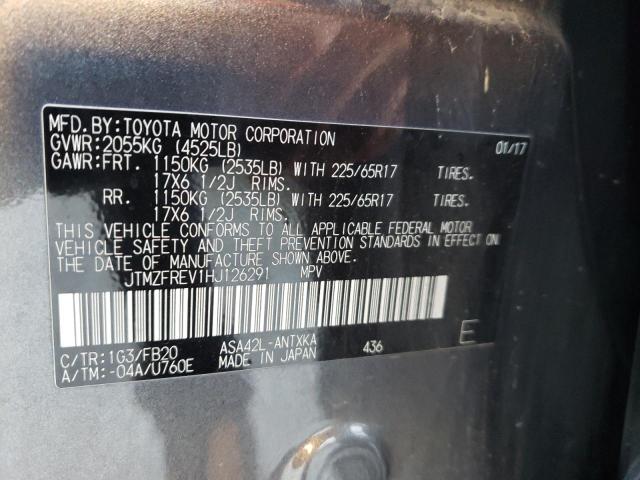 MFD.BY:TOYOTA MOTOR CORPORATION 01/17
GVWR:2055KG (4525LB)
GAWR:FRT. 1150KG (2535LB) WITH 225/65R17 TIRES.
17X6 1/2J RIMS.
RR. 1150KG (2535LB) WITH 225/65R17 TIRES.
17X6 1/2J RIMS.
THIS VEHICLE CONFORMS TO ALL APPLICABLE FEDERAL MOTOR
VEHICLE SAFETY AND THEFT PREVENTION STANDARDS IN EFFECT ON
THE DATE OF MANUFACTURE SHOWN ABOVE.
JTMZFREV1HJ126291 MPV
E
C/TR:1G3/FB20 ASA42L-ANTXKA 436
A/TM:-04A/U760E MADE IN JAPAN